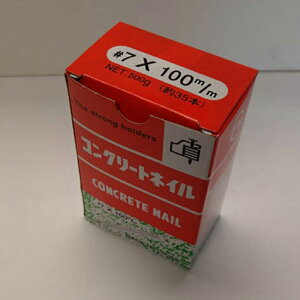 #7 X 100m/m
NET 500g (約35本)
The strong holders
コンクリートネイル
CONCRETE NAIL